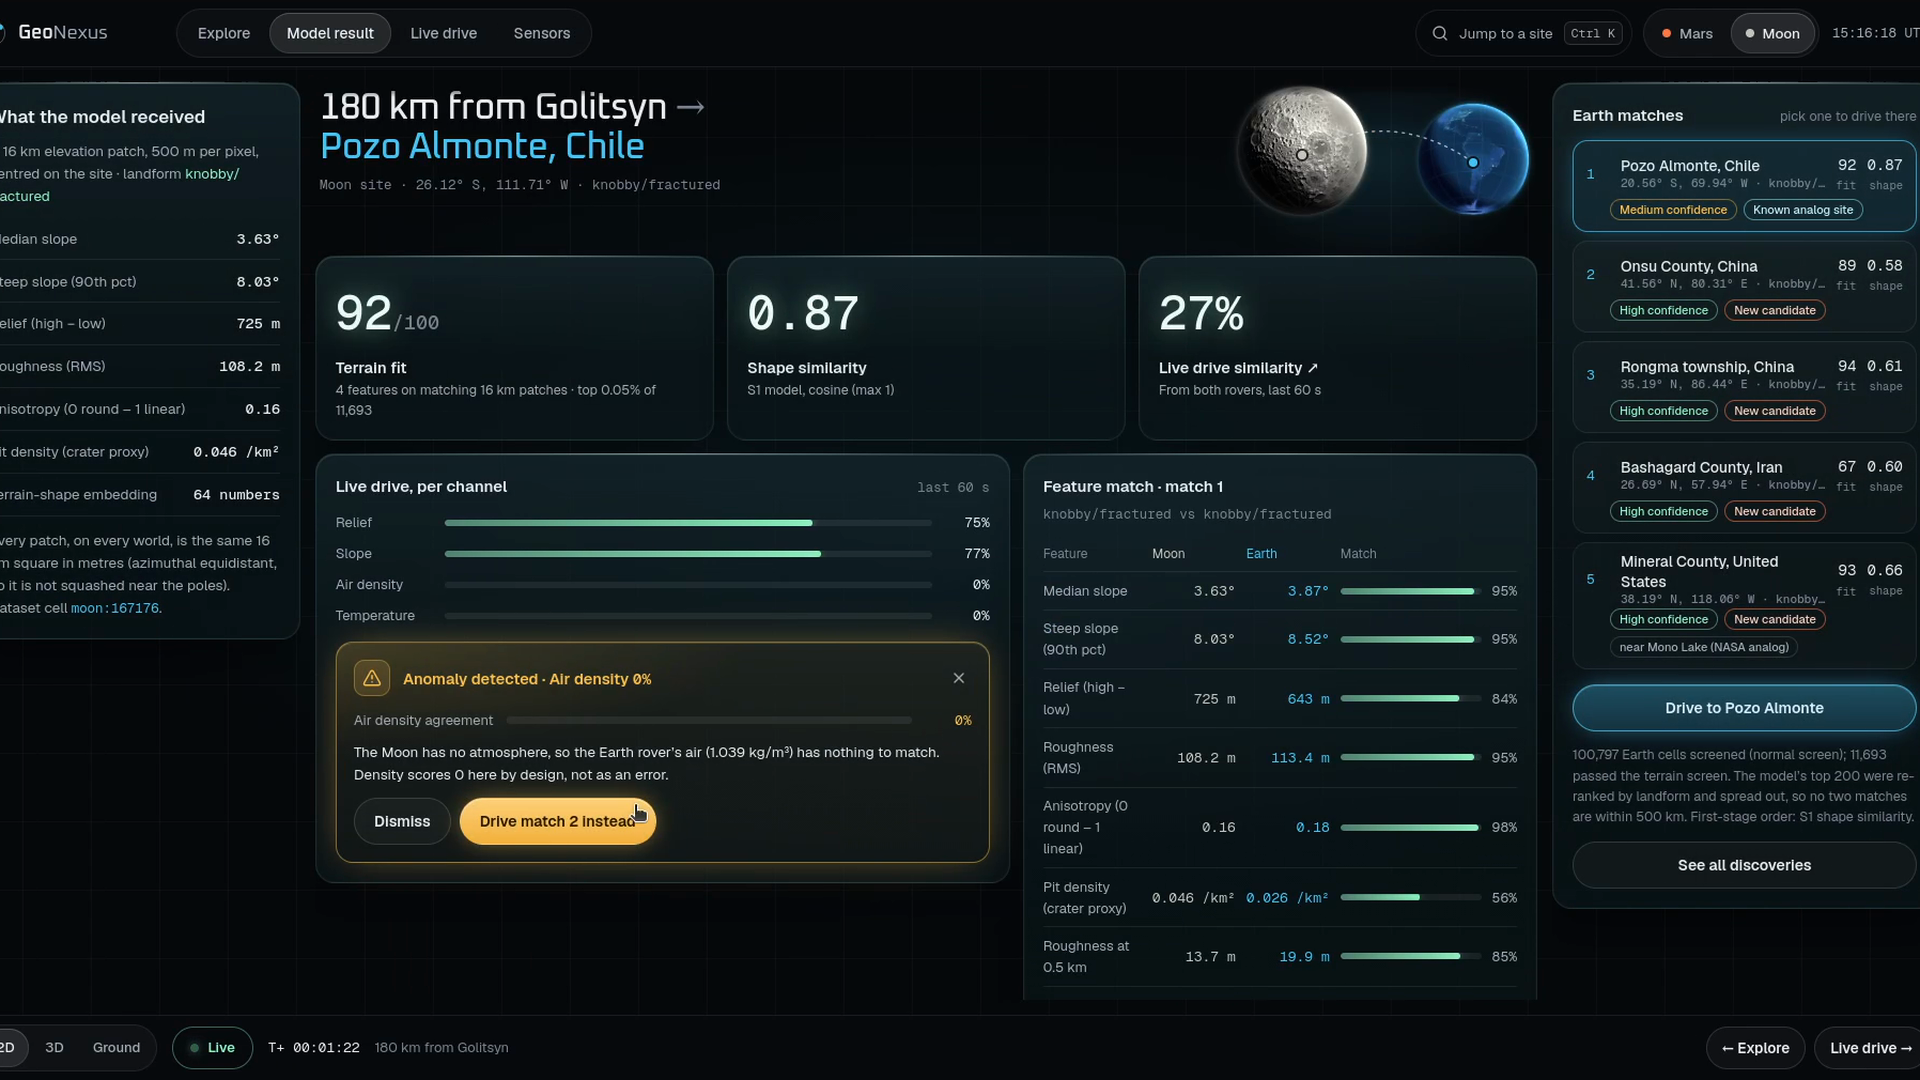 GeoNexus
Explore
Model result
Live drive
Sensors
Jump to a site
Ctrl K
Mars
Moon
15:16:18 UT
What the model received
16 km elevation patch, 500 m per pixel,
entred on the site · landform knobby/
actured
edian slope 3.63°
teep slope (90th pct) 8.03°
elief (high – low) 725 m
oughness (RMS) 108.2 m
nisotropy (0 round – 1 linear) 0.16
it density (crater proxy) 0.046 /km²
errain-shape embedding 64 numbers
very patch, on every world, is the same 16
m square in metres (azimuthal equidistant,
o it is not squashed near the poles).
ataset cell moon:167176.
180 km from Golitsyn →
Pozo Almonte, Chile
Moon site · 26.12° S, 111.71° W · knobby/fractured
92/100
Terrain fit
4 features on matching 16 km patches · top 0.05% of
11,693
0.87
Shape similarity
S1 model, cosine (max 1)
27%
Live drive similarity ↗
From both rovers, last 60 s
Live drive, per channel last 60 s
Relief 75%
Slope 77%
Air density 0%
Temperature 0%
Anomaly detected · Air density 0%
Air density agreement 0%
The Moon has no atmosphere, so the Earth rover's air (1.039 kg/m³) has nothing to match.
Density scores 0 here by design, not as an error.
Dismiss
Drive match 2 instead
Feature match · match 1
knobby/fractured vs knobby/fractured
Feature Moon Earth Match
Median slope 3.63° 3.87° 95%
Steep slope
(90th pct) 8.03° 8.52° 95%
Relief (high –
low) 725 m 643 m 84%
Roughness
(RMS) 108.2 m 113.4 m 95%
Anisotropy (0
round – 1
linear) 0.16 0.18 98%
Pit density
(crater proxy) 0.046 /km² 0.026 /km² 56%
Roughness at
0.5 km 13.7 m 19.9 m 85%
Earth matches pick one to drive there
1 Pozo Almonte, Chile 92 0.87
20.56° S, 69.94° W · knobby/… fit shape
Medium confidence Known analog site
2 Onsu County, China 89 0.58
41.56° N, 80.31° E · knobby/… fit shape
High confidence New candidate
3 Rongma township, China 94 0.61
35.19° N, 86.44° E · knobby/… fit shape
High confidence New candidate
4 Bashagard County, Iran 67 0.60
26.69° N, 57.94° E · knobby/… fit shape
High confidence New candidate
5 Mineral County, United
States 93 0.66
38.19° N, 118.06° W · knobby… fit shape
High confidence New candidate
near Mono Lake (NASA analog)
Drive to Pozo Almonte
100,797 Earth cells screened (normal screen); 11,693
passed the terrain screen. The model's top 200 were re-
ranked by landform and spread out, so no two matches
are within 500 km. First-stage order: S1 shape similarity.
See all discoveries
2D
3D
Ground
Live
T+ 00:01:22
180 km from Golitsyn
← Explore
Live drive →